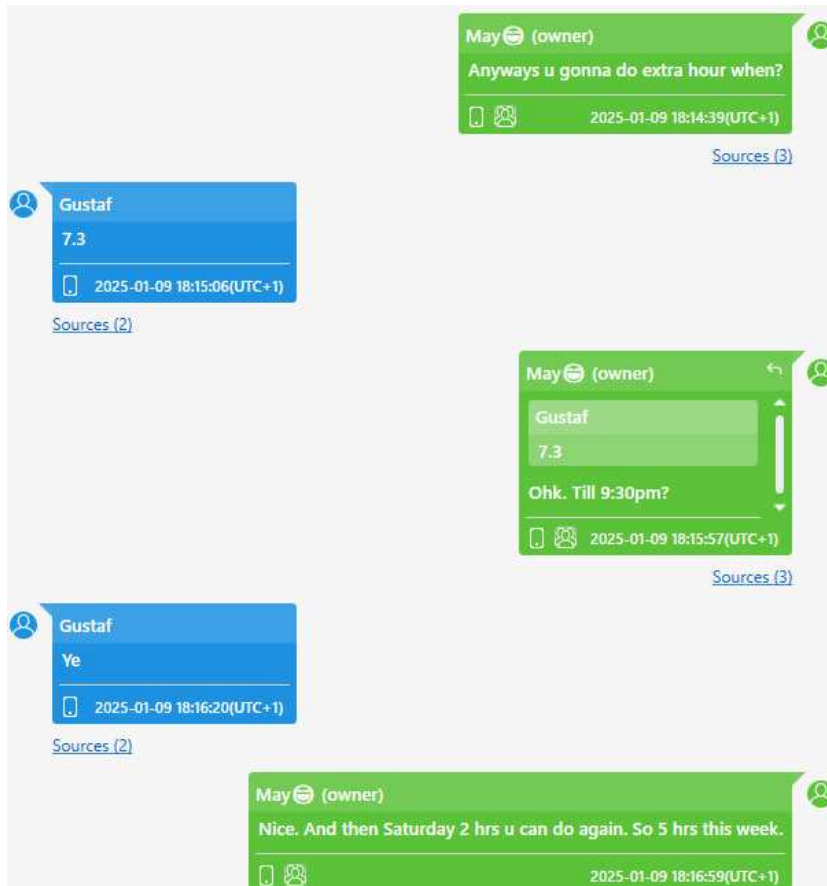 May😁 (owner)
Anyways u gonna do extra hour when?
2025-01-09 18:14:39(UTC+1)
Sources (3)
Gustaf
7.3
2025-01-09 18:15:06(UTC+1)
Sources (2)
May😁 (owner)
Gustaf
7.3
Ohk. Till 9:30pm?
2025-01-09 18:15:57(UTC+1)
Sources (3)
Gustaf
Ye
2025-01-09 18:16:20(UTC+1)
Sources (2)
May😁 (owner)
Nice. And then Saturday 2 hrs u can do again. So 5 hrs this week.
2025-01-09 18:16:59(UTC+1)